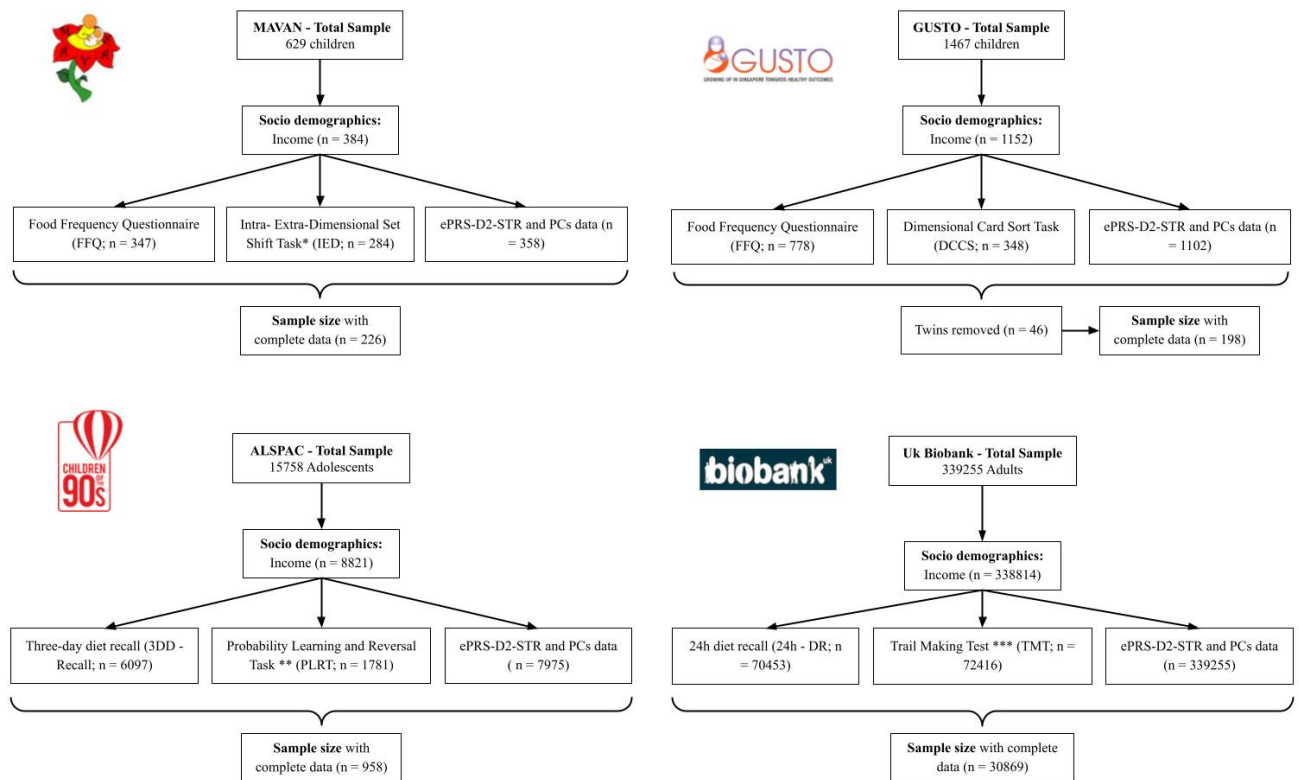 MAVAN - Total Sample
629 children
Socio demographics:
Income (n = 384)
Food Frequency Questionnaire
(FFQ; n = 347)
Intra- Extra-Dimensional Set
Shift Task* (IED; n = 284)
ePRS-D2-STR and PCs data (n
= 358)
Sample size with
complete data (n = 226)
GUSTO
GROWING UP IN SINGAPORE TOWARDS HEALTHY OUTCOMES
GUSTO - Total Sample
1467 children
Socio demographics:
Income (n = 1152)
Food Frequency Questionnaire
(FFQ; n = 778)
Dimensional Card Sort Task
(DCCS; n = 348)
ePRS-D2-STR and PCs data (n
= 1102)
Twins removed (n = 46)
Sample size with
complete data (n = 198)
CHILDREN
OF THE
90s
ALSPAC - Total Sample
15758 Adolescents
Socio demographics:
Income (n = 8821)
Three-day diet recall (3DD -
Recall; n = 6097)
Probability Learning and Reversal
Task ** (PLRT; n = 1781)
ePRS-D2-STR and PCs data
( n = 7975)
Sample size with
complete data (n = 958)
biobank uk
Uk Biobank - Total Sample
339255 Adults
Socio demographics:
Income (n = 338814)
24h diet recall (24h - DR; n
= 70453)
Trail Making Test *** (TMT; n =
72416)
ePRS-D2-STR and PCs data
(n = 339255)
Sample size with complete
data (n = 30869)